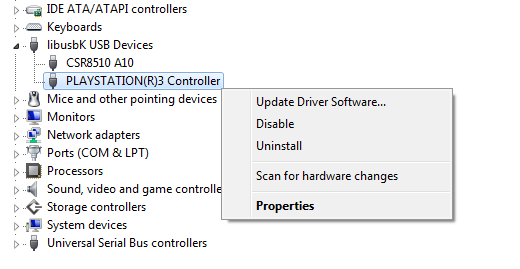 IDE ATA/ATAPI controllers
Keyboards
libusbK USB Devices
CSR8510 A10
PLAYSTATION(R)3 Controller
Mice and other pointing devices
Monitors
Network adapters
Ports (COM & LPT)
Processors
Sound, video and game controlle
Storage controllers
System devices
Universal Serial Bus controllers
Update Driver Software...
Disable
Uninstall
Scan for hardware changes
Properties